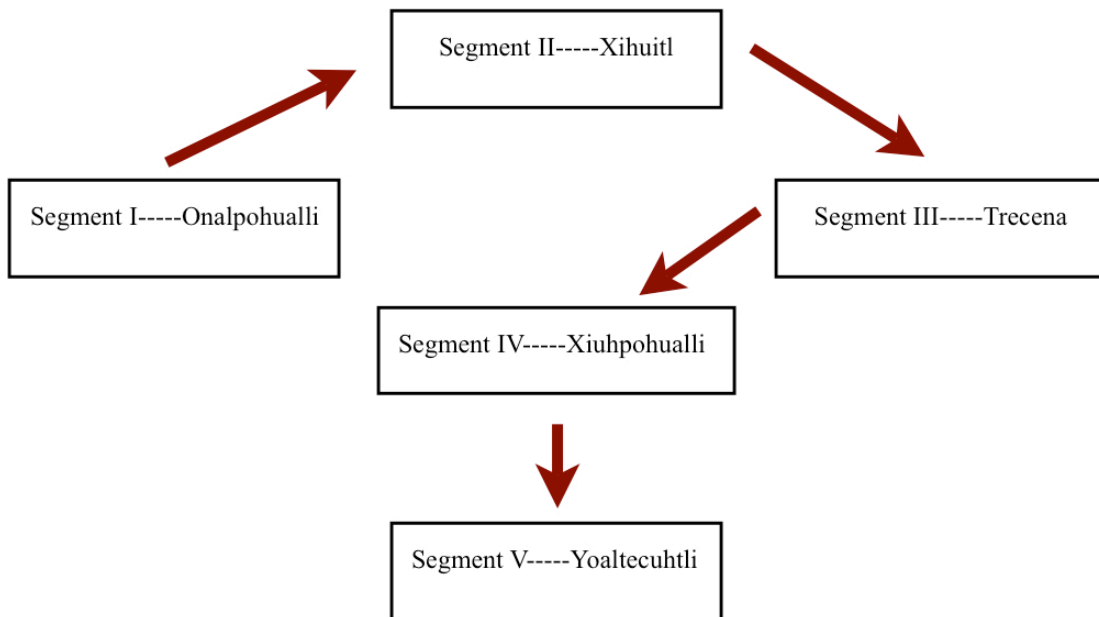 Segment I-----Onalpohualli
Segment II-----Xihuitl
Segment III-----Trecena
Segment IV-----Xiuhpohualli
Segment V-----Yoaltecuhtli